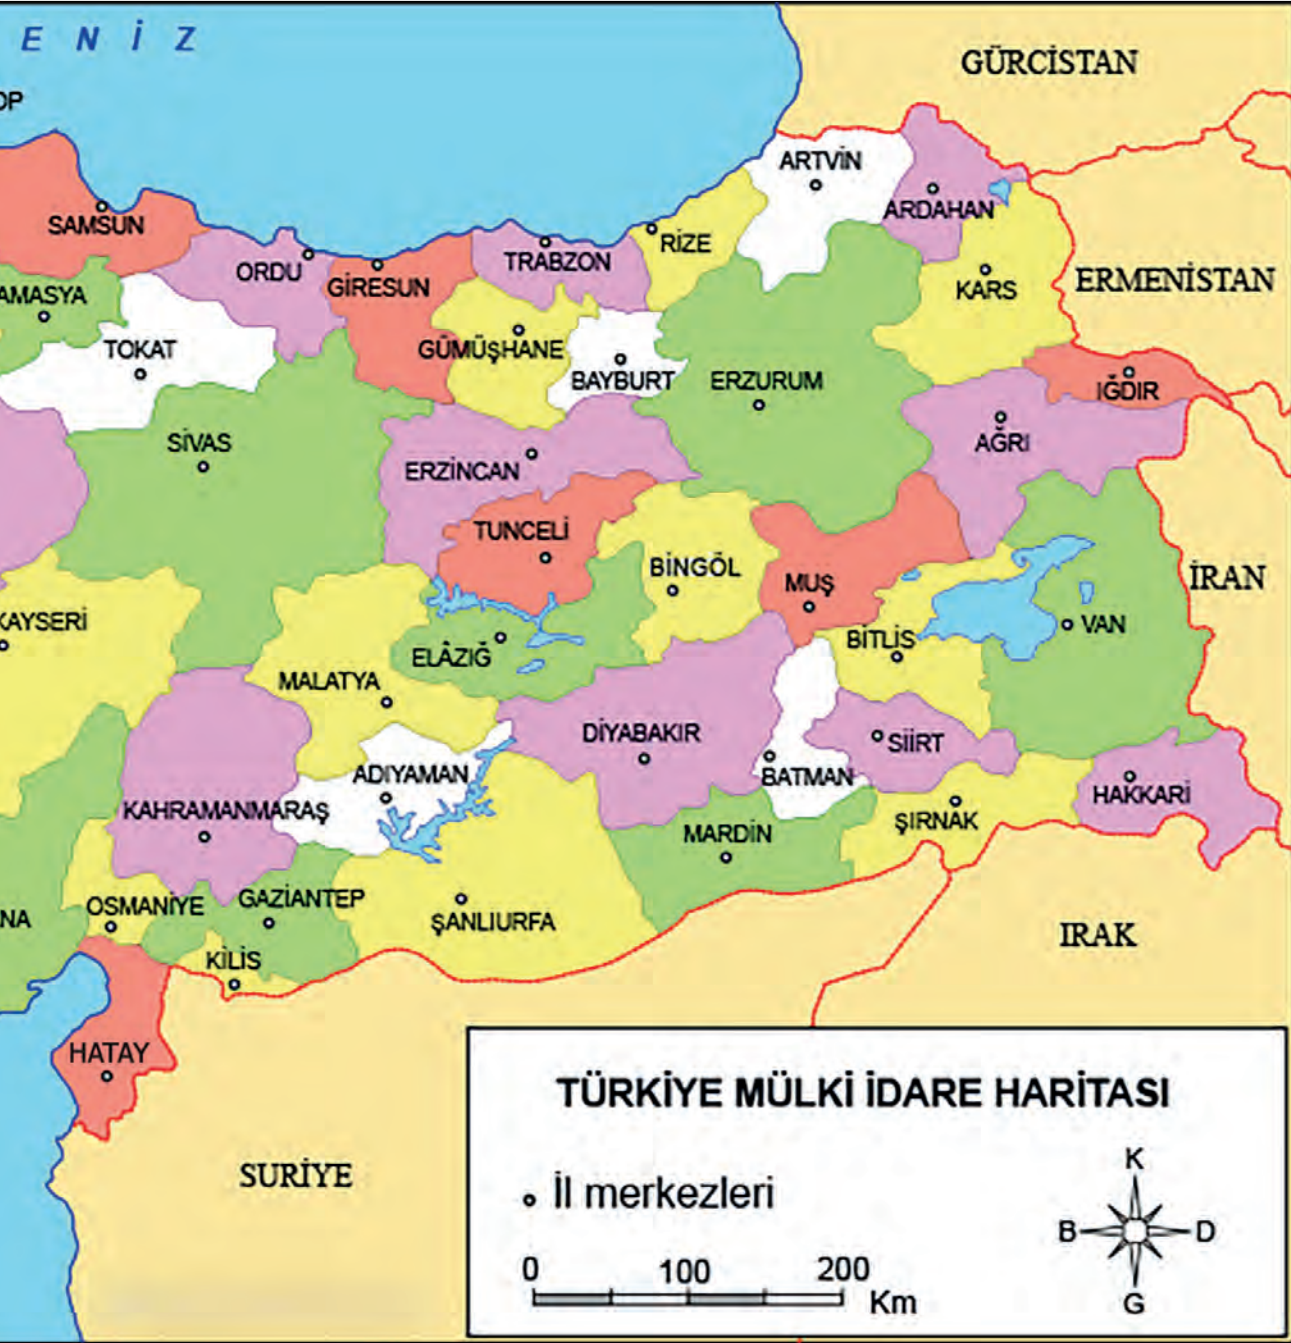 ENİZ
OP
GÜRCİSTAN
ARTVİN
ARDAHAN
SAMSUN
RİZE
ORDU
TRABZON
GİRESUN
KARS
ERMENİSTAN
AMASYA
TOKAT
GÜMÜŞHANE
BAYBURT
ERZURUM
IĞDIR
SİVAS
ERZİNCAN
AĞRI
TUNCELİ
BİNGÖL
MUŞ
İRAN
KAYSERİ
ELÂZIĞ
BİTLİS
VAN
MALATYA
DİYABAKIR
SİİRT
ADIYAMAN
BATMAN
HAKKARİ
KAHRAMANMARAŞ
MARDİN
ŞIRNAK
OSMANİYE
GAZİANTEP
NA
ŞANLIURFA
IRAK
KİLİS
HATAY
SURİYE
TÜRKİYE MÜLKİ İDARE HARİTASI
İl merkezleri
K
B
D
G
0 100 200
Km